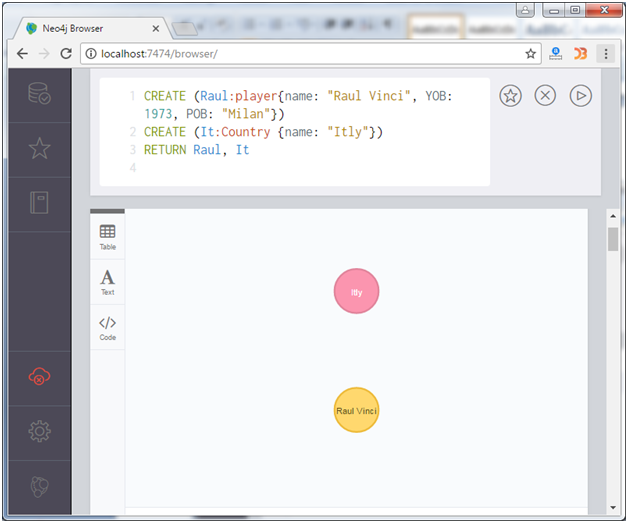 Neo4j Browser
localhost:7474/browser/
1 CREATE (Raul:player{name: "Raul Vinci", YOB:
1973, POB: "Milan"})
2 CREATE (It:Country {name: "Itly"})
3 RETURN Raul, It
4
Table
A
Text
</>
Code
Itly
Raul Vinci